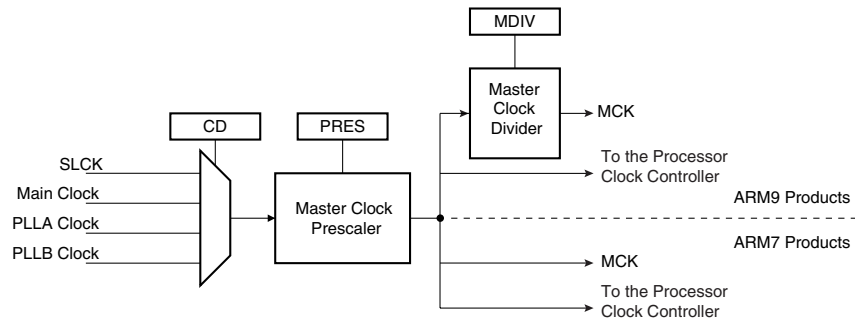 MDIV
Master
Clock
Divider
MCK
CD
PRES
To the Processor
Clock Controller
SLCK
Main Clock
PLLA Clock
PLLB Clock
Master Clock
Prescaler
ARM9 Products
ARM7 Products
MCK
To the Processor
Clock Controller